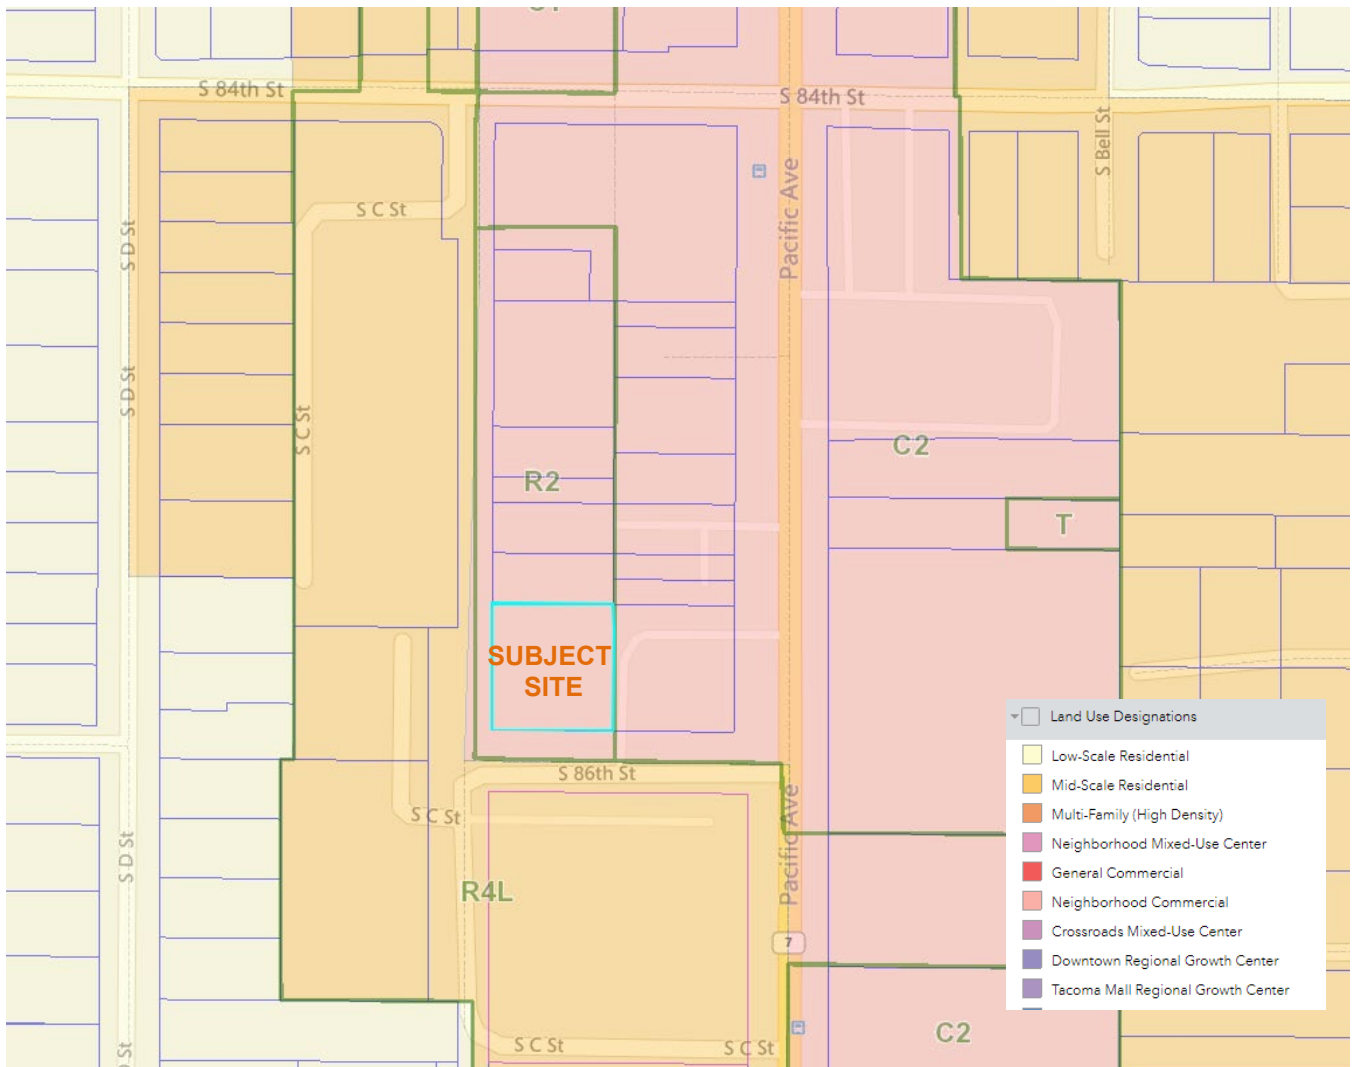 S 84th St
S 84th St
S Bell St
S D St
S C St
Pacific Ave
S D St
S C St
C2
R2
T
SUBJECT
SITE
S 86th St
Pacific Ave
S C St
S D St
R4L
7
S C St
S C St
C2
Land Use Designations
Low-Scale Residential
Mid-Scale Residential
Multi-Family (High Density)
Neighborhood Mixed-Use Center
General Commercial
Neighborhood Commercial
Crossroads Mixed-Use Center
Downtown Regional Growth Center
Tacoma Mall Regional Growth Center